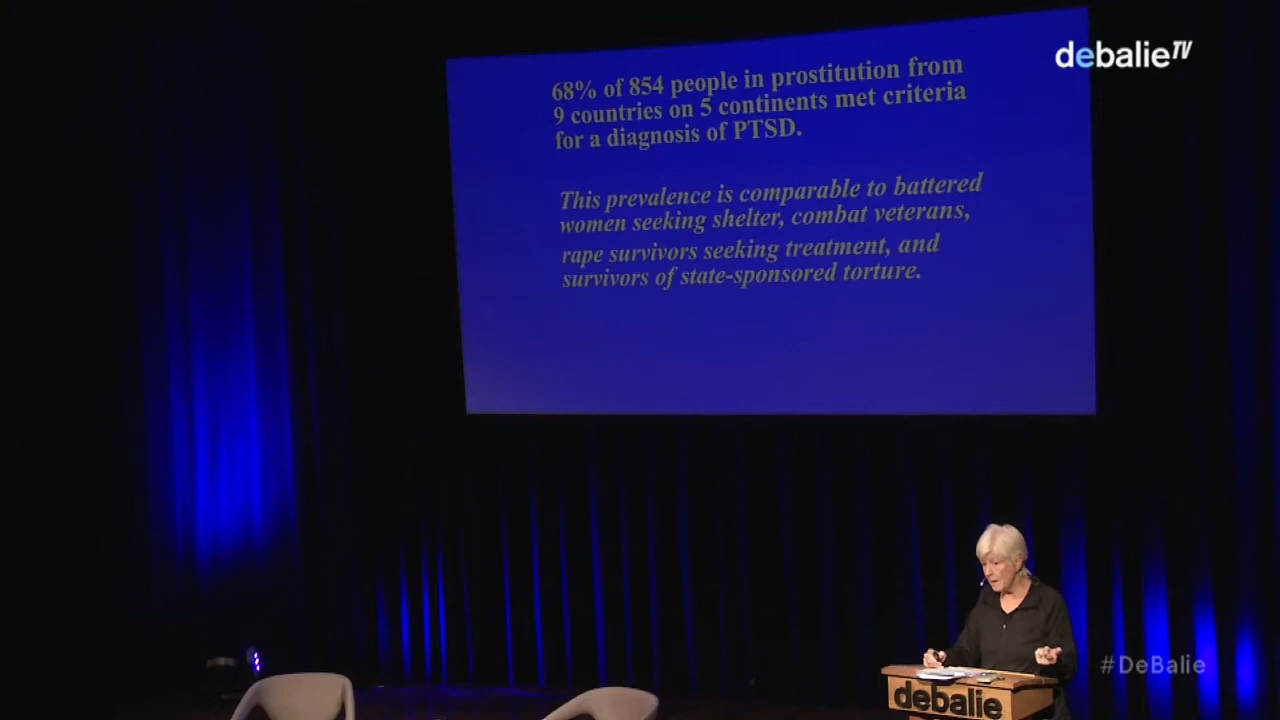 debalieTV
68% of 854 people in prostitution from
9 countries on 5 continents met criteria
for a diagnosis of PTSD.
This prevalence is comparable to battered
women seeking shelter, combat veterans,
rape survivors seeking treatment, and
survivors of state-sponsored torture.
#DeBalie
debalie